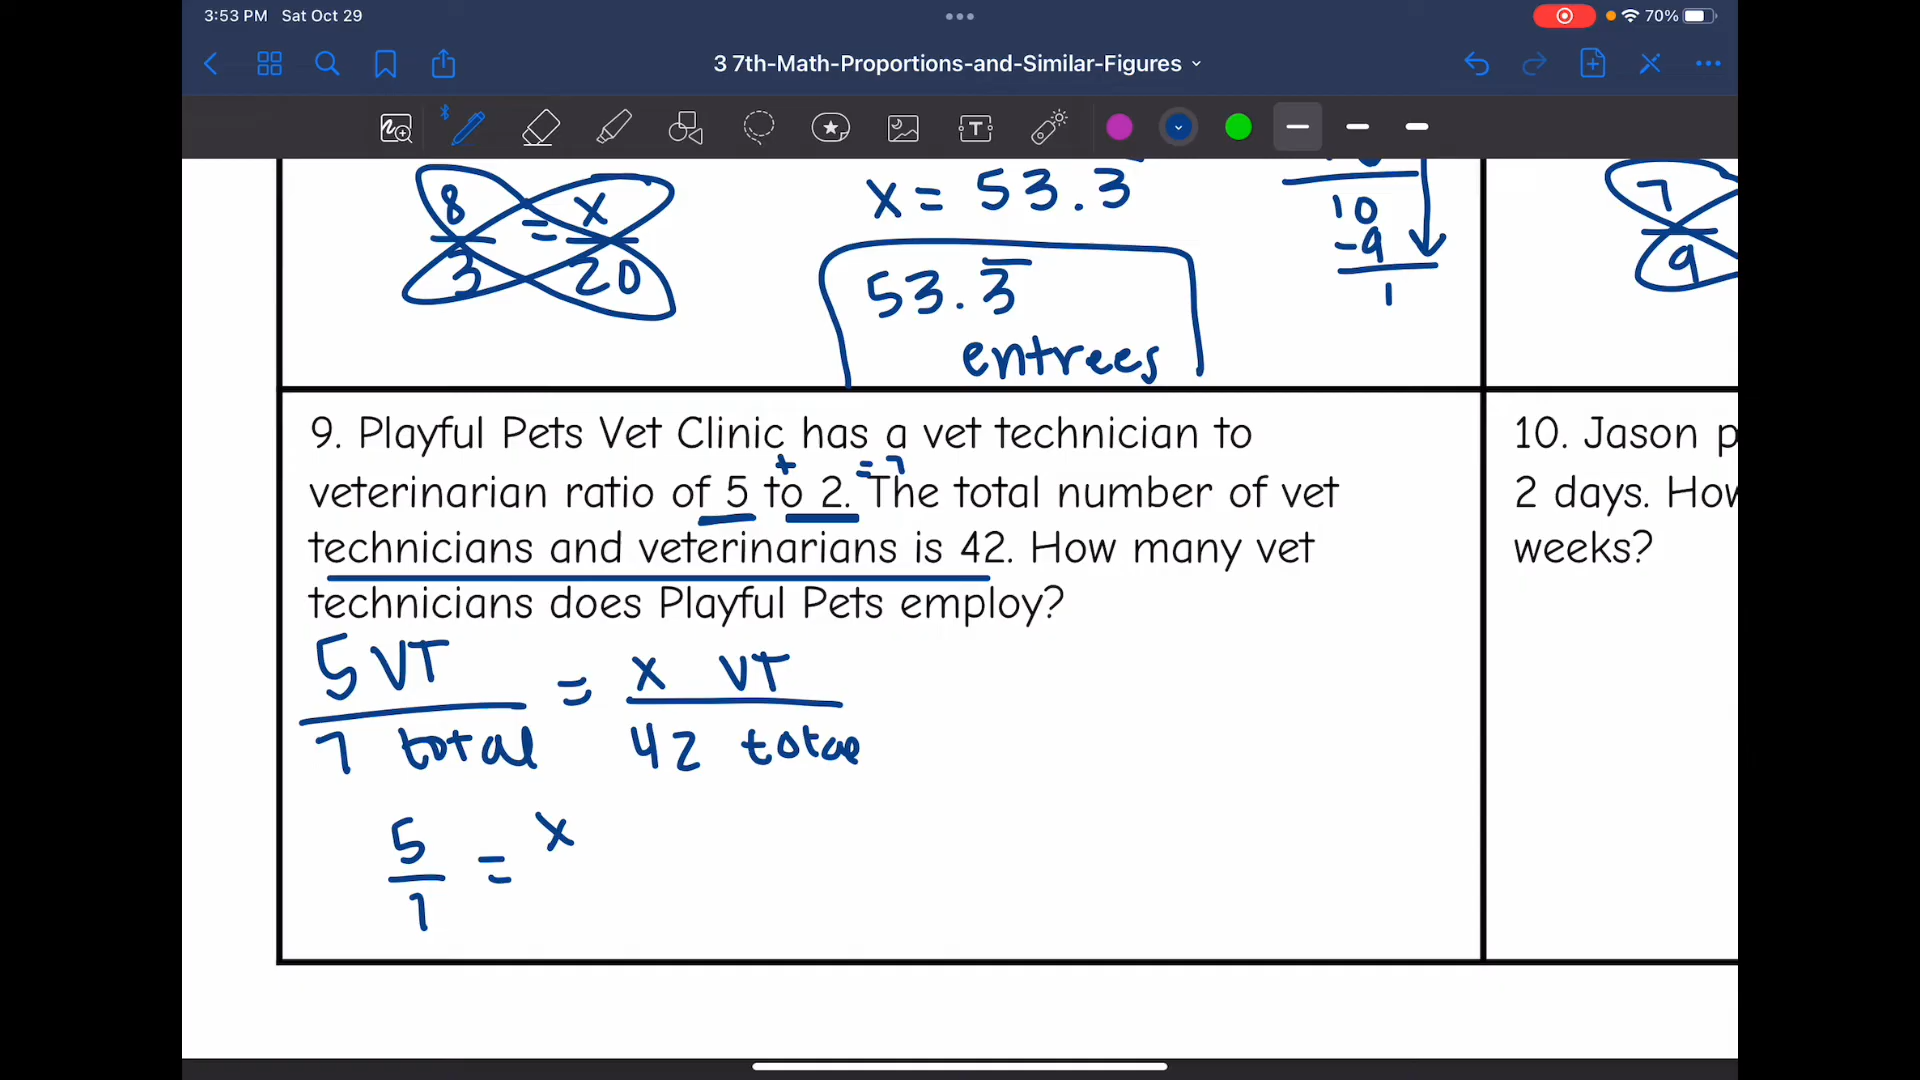 3:53 PM Sat Oct 29
70%
3 7th-Math-Proportions-and-Similar-Figures
8/3 = x/20
x = 53.3
53.3̅
entrees
10
-9
1
7
9
9. Playful Pets Vet Clinic has a vet technician to
+ = 7
veterinarian ratio of 5 to 2. The total number of vet
technicians and veterinarians is 42. How many vet
technicians does Playful Pets employ?
5 VT = x VT
7 total 42 total
5 = x
7
10. Jason p
2 days. How
weeks?